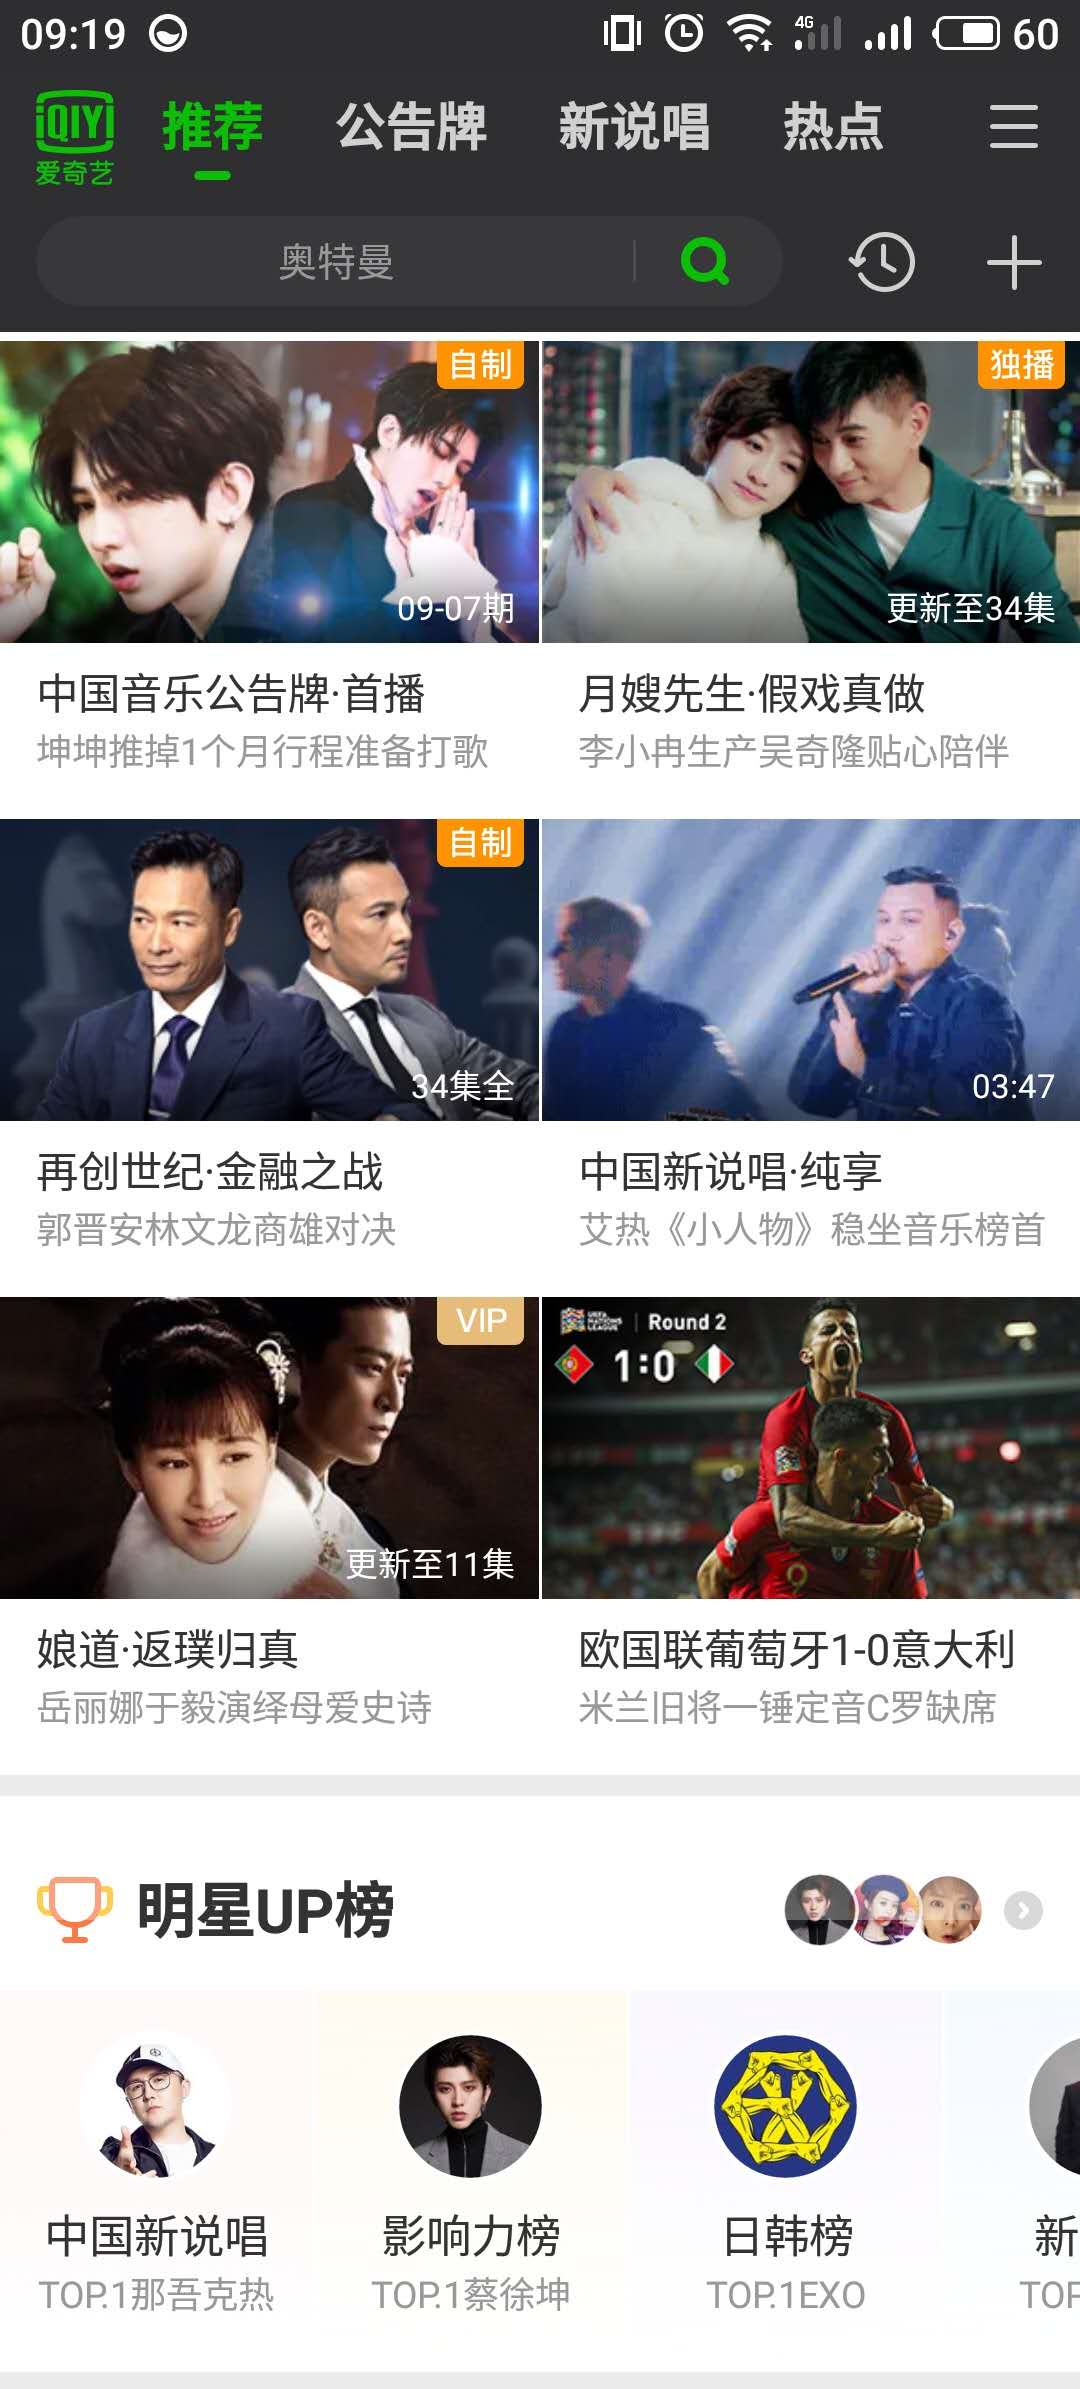 09:19
4G
60
iQIYI
爱奇艺
推荐
公告牌
新说唱
热点
奥特曼
自制
09-07期
独播
更新至34集
中国音乐公告牌·首播
坤坤推掉1个月行程准备打歌
月嫂先生·假戏真做
李小冉生产吴奇隆贴心陪伴
自制
34集全
03:47
再创世纪·金融之战
郭晋安林文龙商雄对决
中国新说唱·纯享
艾热《小人物》稳坐音乐榜首
VIP
更新至11集
UEFA NATIONS LEAGUE
Round 2
1:0
娘道·返璞归真
岳丽娜于毅演绎母爱史诗
欧国联葡萄牙1-0意大利
米兰旧将一锤定音C罗缺席
明星UP榜
中国新说唱
TOP.1那吾克热
影响力榜
TOP.1蔡徐坤
日韩榜
TOP.1EXO
新
TOP